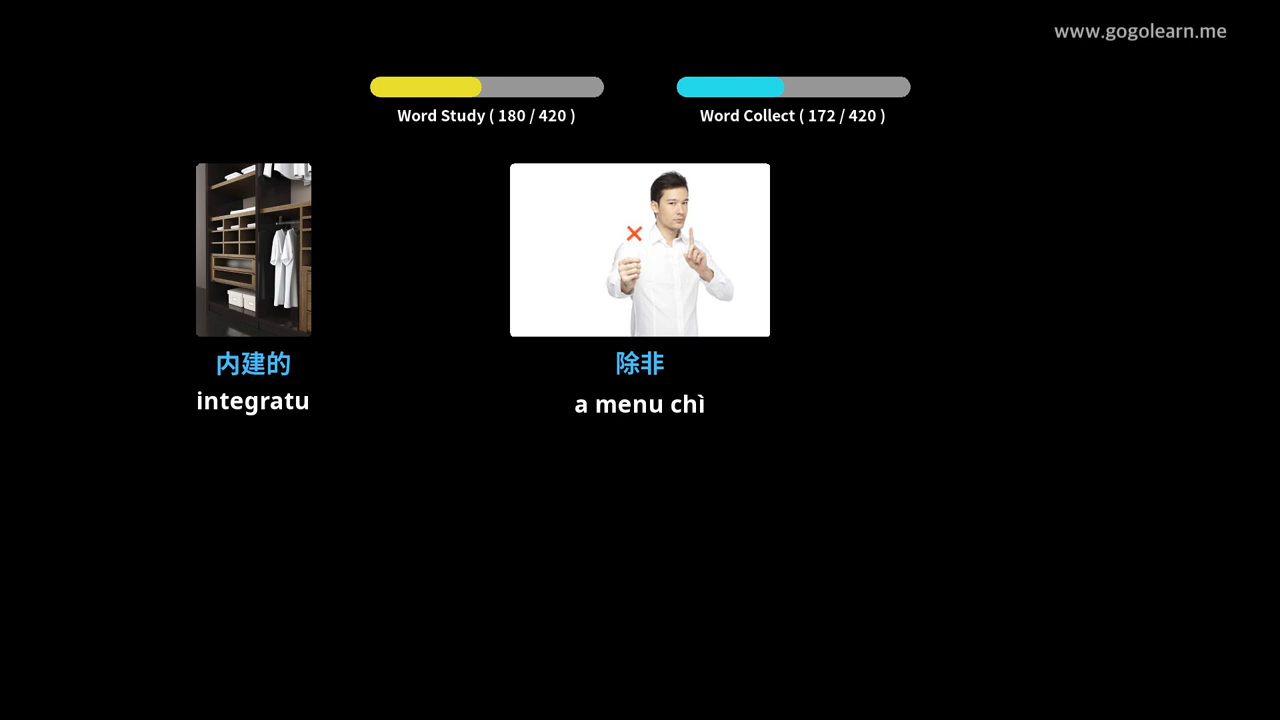 www.gogolearn.me
Word Study ( 180 / 420 )
Word Collect ( 172 / 420 )
内建的
integratu
除非
a menu chì